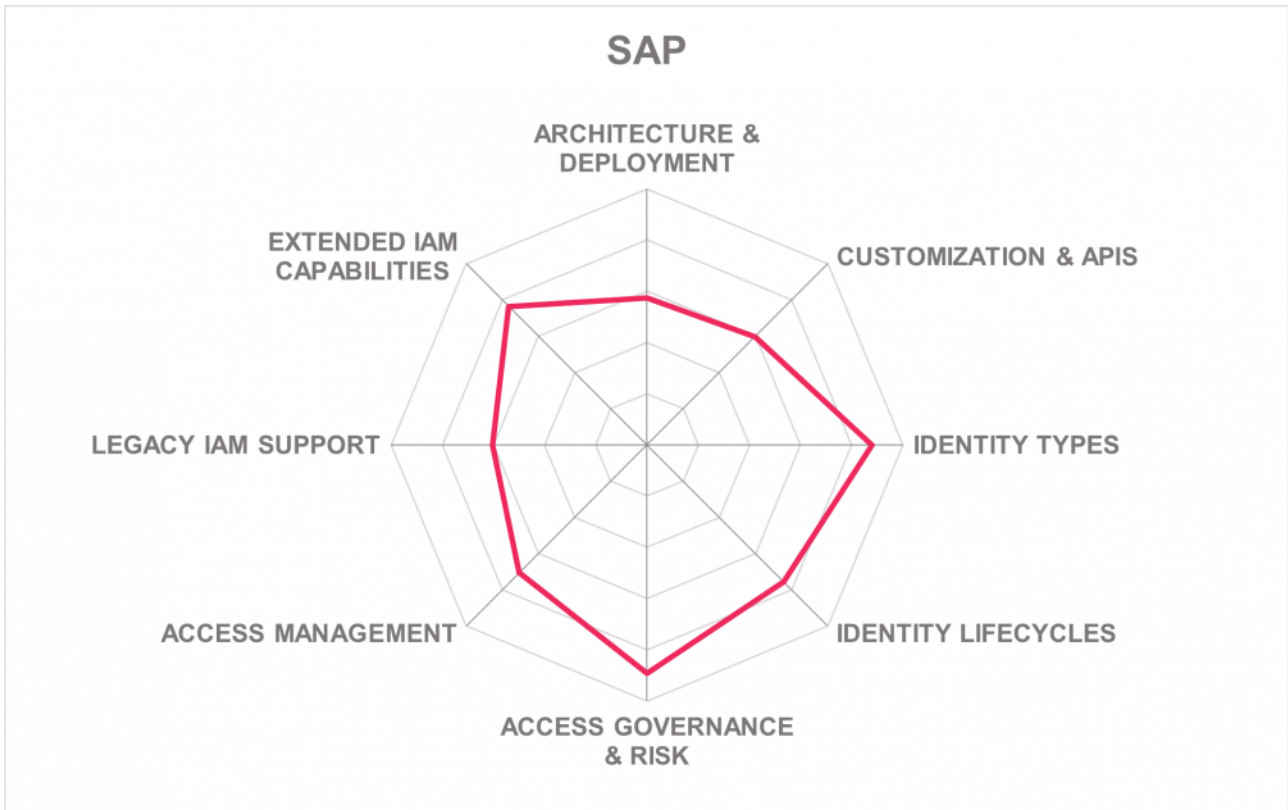 SAP
ARCHITECTURE &
DEPLOYMENT
EXTENDED IAM
CAPABILITIES
CUSTOMIZATION & APIS
LEGACY IAM SUPPORT
IDENTITY TYPES
ACCESS MANAGEMENT
IDENTITY LIFECYCLES
ACCESS GOVERNANCE
& RISK